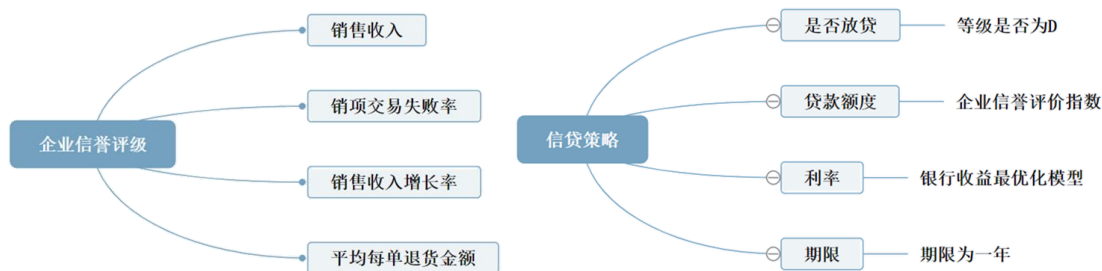 企业信誉评级
销售收入
销项交易失败率
销售收入增长率
平均每单退货金额
信贷策略
是否放贷
等级是否为D
贷款额度
企业信誉评价指数
利率
银行收益最优化模型
期限
期限为一年